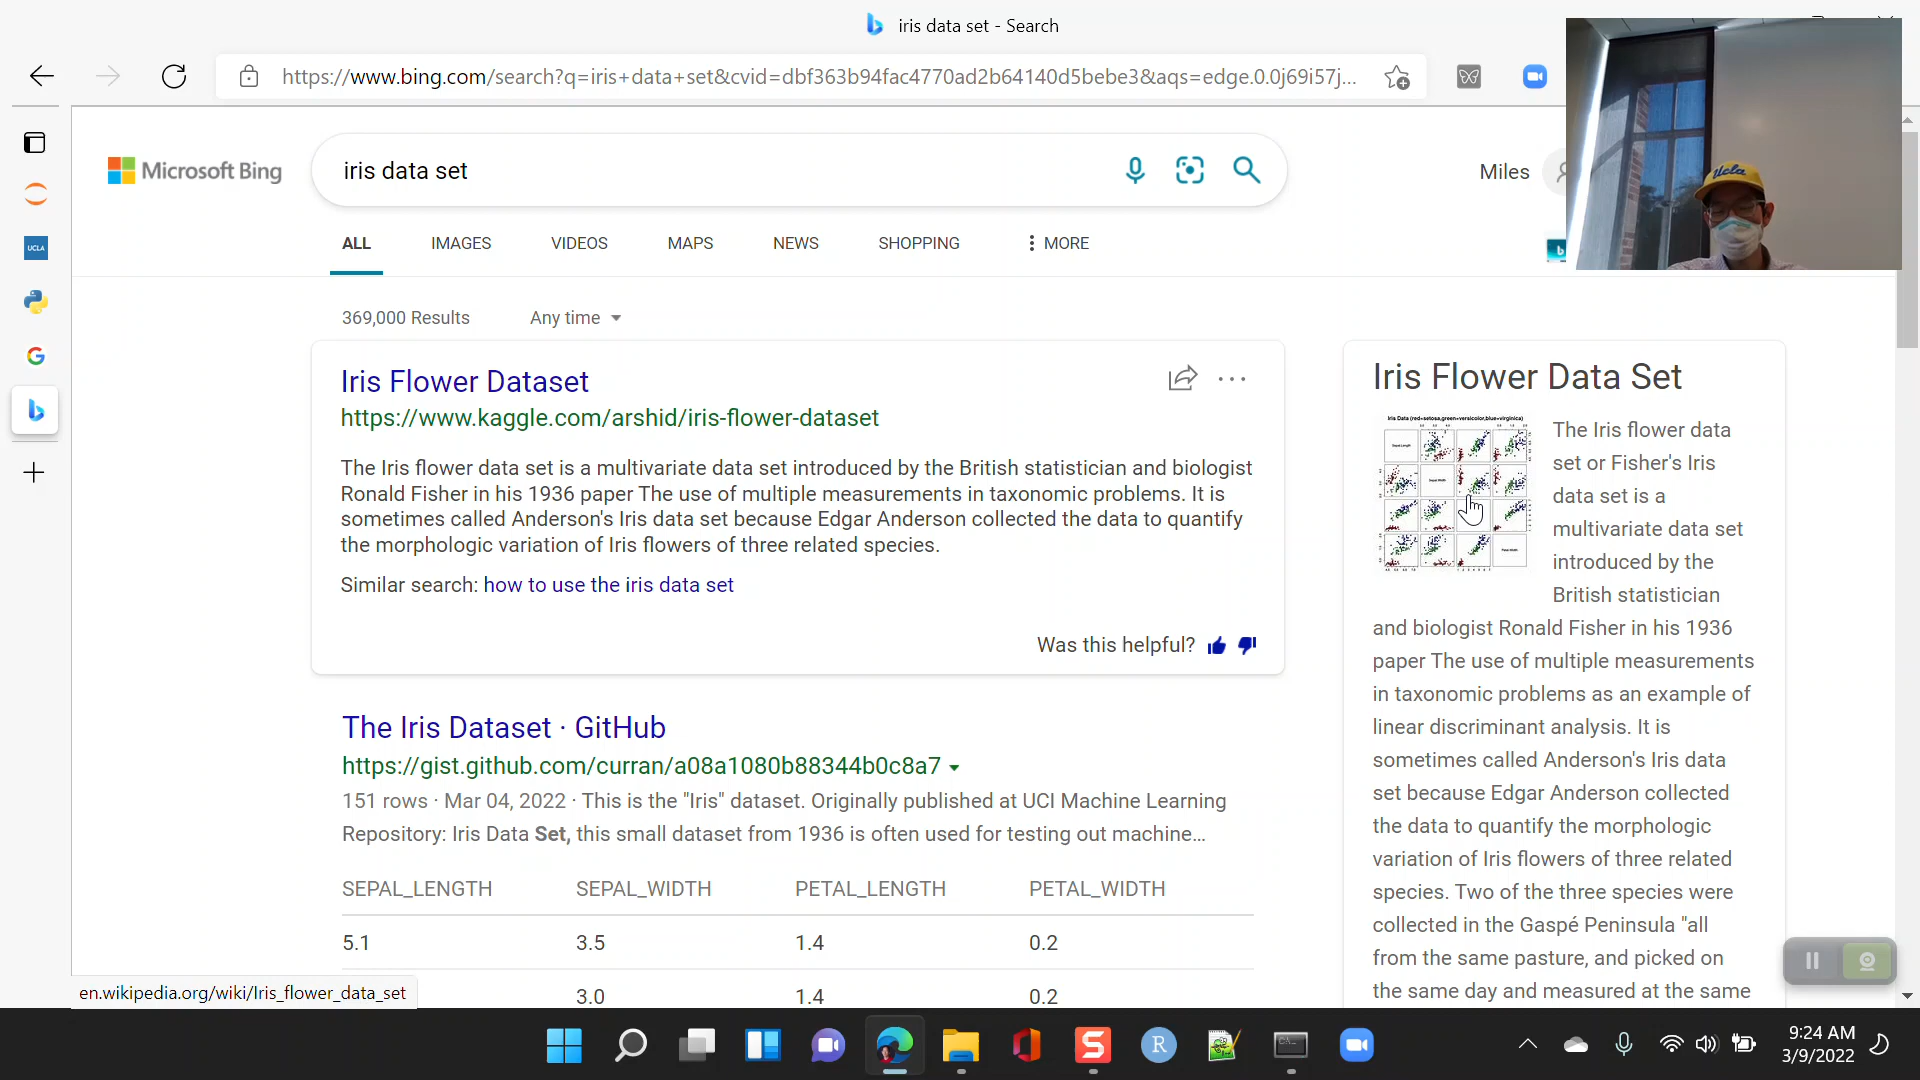 iris data set - Search
https://www.bing.com/search?q=iris+data+set&cvid=dbf363b94fac4770ad2b64140d5bebe3&aqs=edge.0.0j69i57j...
Microsoft Bing
iris data set
Miles
Ucla
UCLA
ALL IMAGES VIDEOS MAPS NEWS SHOPPING MORE
369,000 Results Any time
Iris Flower Dataset
https://www.kaggle.com/arshid/iris-flower-dataset
The Iris flower data set is a multivariate data set introduced by the British statistician and biologist
Ronald Fisher in his 1936 paper The use of multiple measurements in taxonomic problems. It is
sometimes called Anderson's Iris data set because Edgar Anderson collected the data to quantify
the morphologic variation of Iris flowers of three related species.
Similar search: how to use the iris data set
Was this helpful?
The Iris Dataset · GitHub
https://gist.github.com/curran/a08a1080b88344b0c8a7
151 rows · Mar 04, 2022 · This is the "Iris" dataset. Originally published at UCI Machine Learning
Repository: Iris Data Set, this small dataset from 1936 is often used for testing out machine...
SEPAL_LENGTH SEPAL_WIDTH PETAL_LENGTH PETAL_WIDTH
5.1 3.5 1.4 0.2
3.0 1.4 0.2
Iris Flower Data Set
Iris Data (red=setosa,green=versicolor,blue=virginica)
The Iris flower data
set or Fisher's Iris
data set is a
multivariate data set
introduced by the
British statistician
and biologist Ronald Fisher in his 1936
paper The use of multiple measurements
in taxonomic problems as an example of
linear discriminant analysis. It is
sometimes called Anderson's Iris data
set because Edgar Anderson collected
the data to quantify the morphologic
variation of Iris flowers of three related
species. Two of the three species were
collected in the Gaspé Peninsula "all
from the same pasture, and picked on
the same day and measured at the same
en.wikipedia.org/wiki/Iris_flower_data_set
9:24 AM
3/9/2022